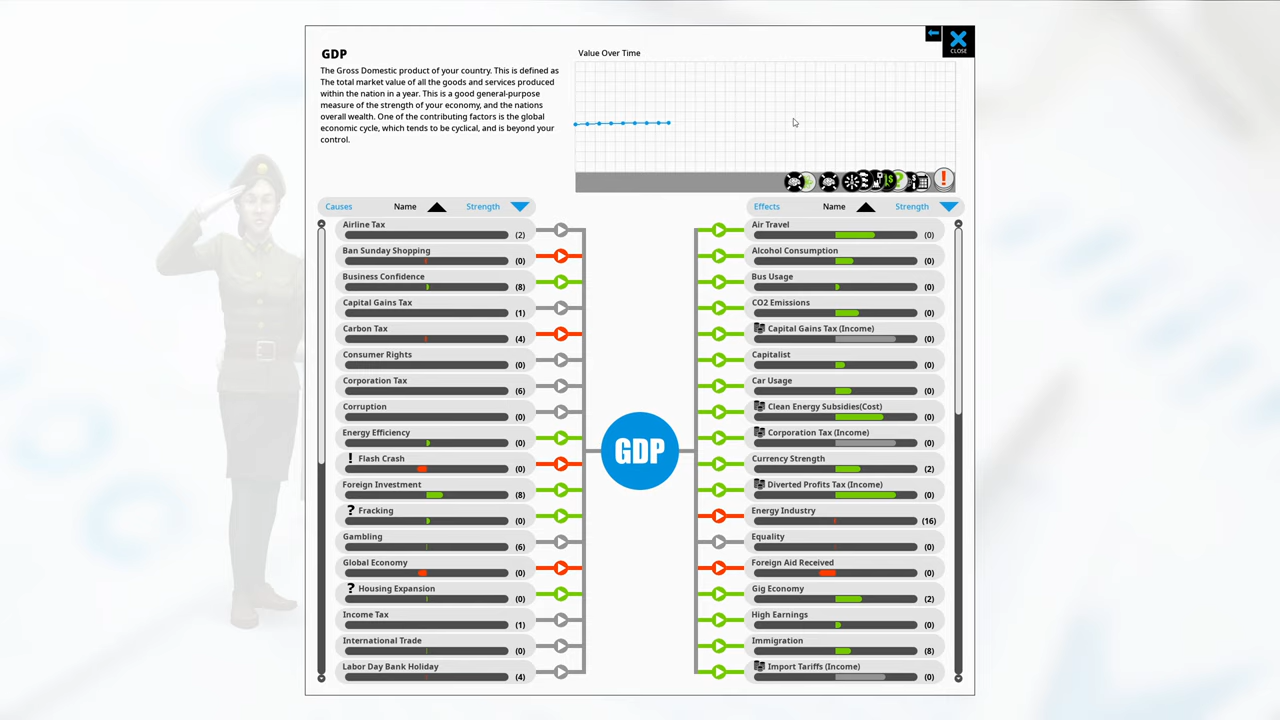 CLOSE
GDP
Value Over Time
The Gross Domestic product of your country. This is defined as
The total market value of all the goods and services produced
within the nation in a year. This is a good general-purpose
measure of the strength of your economy, and the nations
overall wealth. One of the contributing factors is the global
economic cycle, which tends to be cyclical, and is beyond your
control.
Causes Name Strength
Airline Tax
(2)
Ban Sunday Shopping
(0)
Business Confidence
(8)
Capital Gains Tax
(1)
Carbon Tax
(4)
Consumer Rights
(0)
Corporation Tax
(6)
Corruption
(0)
Energy Efficiency
(0)
! Flash Crash
(0)
Foreign Investment
(8)
? Fracking
(0)
Gambling
(6)
Global Economy
(0)
? Housing Expansion
(0)
Income Tax
(1)
International Trade
(0)
Labor Day Bank Holiday
(4)
GDP
Effects Name Strength
Air Travel
(0)
Alcohol Consumption
(0)
Bus Usage
(0)
CO2 Emissions
(0)
Capital Gains Tax (Income)
(0)
Capitalist
(0)
Car Usage
(0)
Clean Energy Subsidies(Cost)
(0)
Corporation Tax (Income)
(0)
Currency Strength
(2)
Diverted Profits Tax (Income)
(0)
Energy Industry
(16)
Equality
(0)
Foreign Aid Received
(0)
Gig Economy
(2)
High Earnings
(0)
Immigration
(8)
Import Tariffs (Income)
(0)